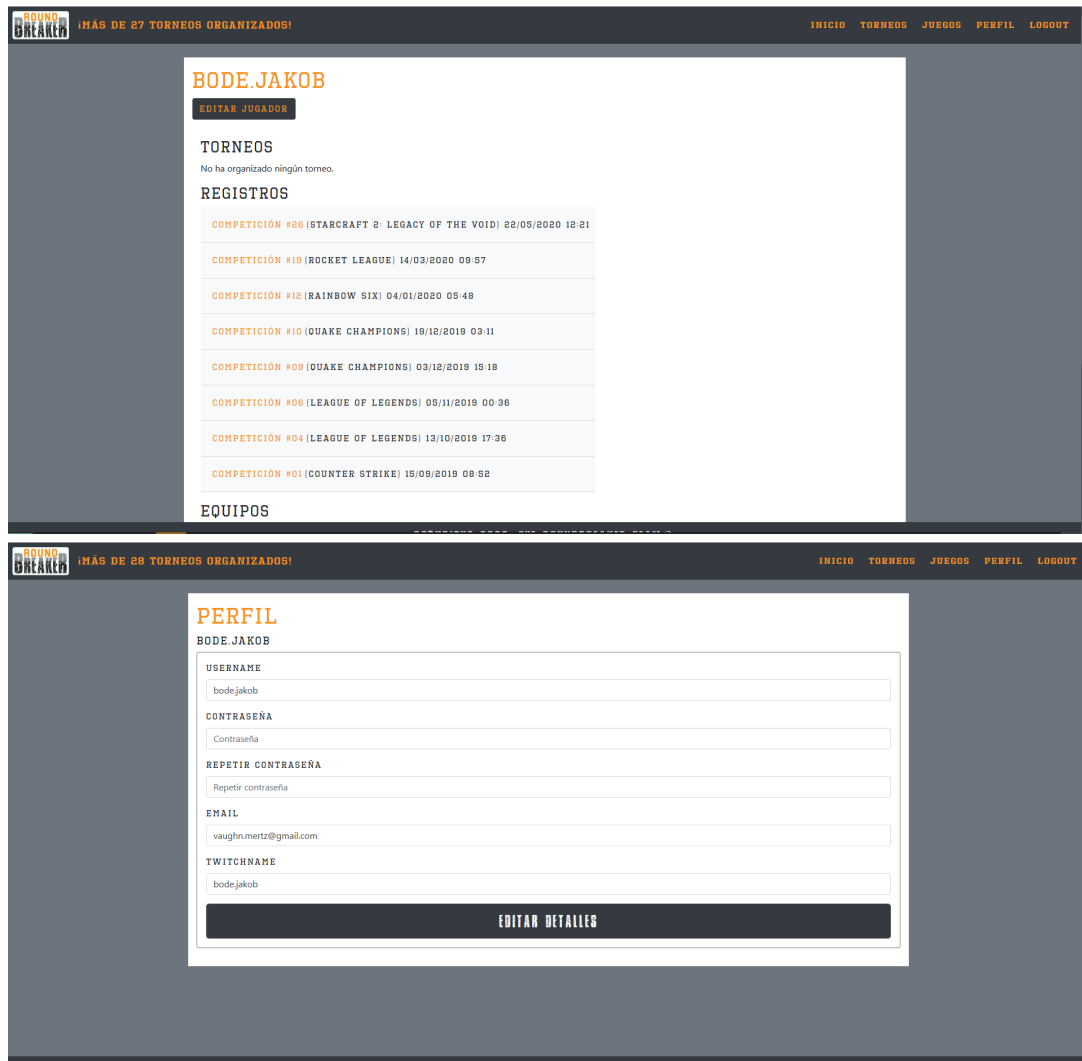 ROUND
BREAKER
¡MÁS DE 27 TORNEOS ORGANIZADOS!
INICIO TORNEOS JUEGOS PERFIL LOGOUT
BODE.JAKOB
EDITAR JUGADOR
TORNEOS
No ha organizado ningún torneo.
REGISTROS
COMPETICIÓN #26 (STARCRAFT 2: LEGACY OF THE VOID) 22/05/2020 12:21
COMPETICIÓN #19 (ROCKET LEAGUE) 14/03/2020 09:57
COMPETICIÓN #12 (RAINBOW SIX) 04/01/2020 05:48
COMPETICIÓN #10 (QUAKE CHAMPIONS) 19/12/2019 03:11
COMPETICIÓN #09 (QUAKE CHAMPIONS) 03/12/2019 15:18
COMPETICIÓN #06 (LEAGUE OF LEGENDS) 05/11/2019 00:36
COMPETICIÓN #04 (LEAGUE OF LEGENDS) 13/10/2019 17:36
COMPETICIÓN #01 (COUNTER STRIKE) 15/09/2019 08:52
EQUIPOS
ROUND
BREAKER
¡MÁS DE 28 TORNEOS ORGANIZADOS!
INICIO TORNEOS JUEGOS PERFIL LOGOUT
PERFIL
BODE.JAKOB
USERNAME
bode.jakob
CONTRASEÑA
Contraseña
REPETIR CONTRASEÑA
Repetir contraseña
EMAIL
vaughn.mertz@gmail.com
TWITCHNAME
bode.jakob
EDITAR DETALLES